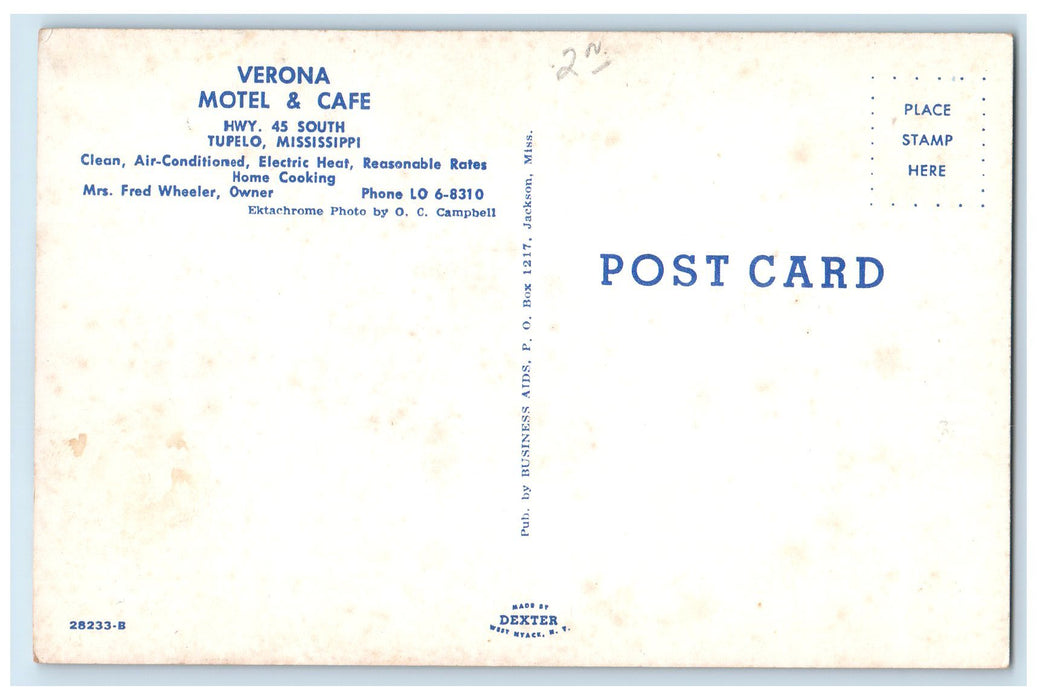 VERONA
MOTEL & CAFE
HWY. 45 SOUTH
TUPELO, MISSISSIPPI
Clean, Air-Conditioned, Electric Heat, Reasonable Rates
Home Cooking
Mrs. Fred Wheeler, Owner Phone LO 6-8310
Ektachrome Photo by O. C. Campbell
28233-B
Pub. by BUSINESS AIDS, P. O. Box 1217, Jackson, Miss.
MADE BY
DEXTER
WEST NYACK, N. Y.
PLACE
STAMP
HERE
POST CARD